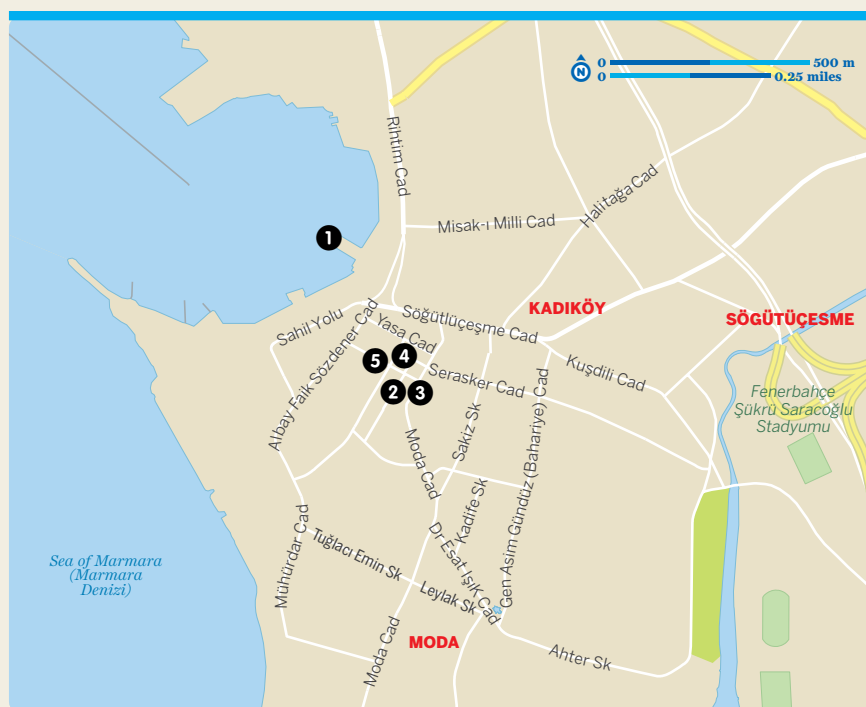 0
500 m
N
0
0.25 miles
Rihtim Cad
Halitağa Cad
Misak-ı Milli Cad
1
KADIKÖY
SÖGÜTÜÇESME
Söğütlüçeşme Cad
Sahil Yolu
Yasa Cad
Albay Faik Sözdener Cad
5
4
Serasker Cad
Kuşdili Cad
2
3
Fenerbahçe
Şükrü Saracoğlu
Stadyumu
Sakiz Sk
Moda Cad
Gen Asim Gündüz (Bahariye) Cad
Kadife Sk
Dr Esat Işik Cad
Sea of Marmara
(Marmara
Denizi)
Mühürdar Cap
Tuğlacı Emin Sk
Leylak Sk
MODA
Moda Cad
Ahter Sk